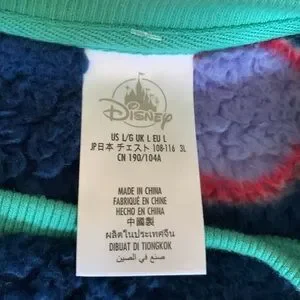 Disney
US L/G UK L EU L
JP 日本 チェスト 108-116 3L
CN 190/104A
MADE IN CHINA
FABRIQUÉ EN CHINE
HECHO EN CHINA
中國製
ผลิตในประเทศจีน
DIBUAT DI TIONGKOK
صنع في الصين